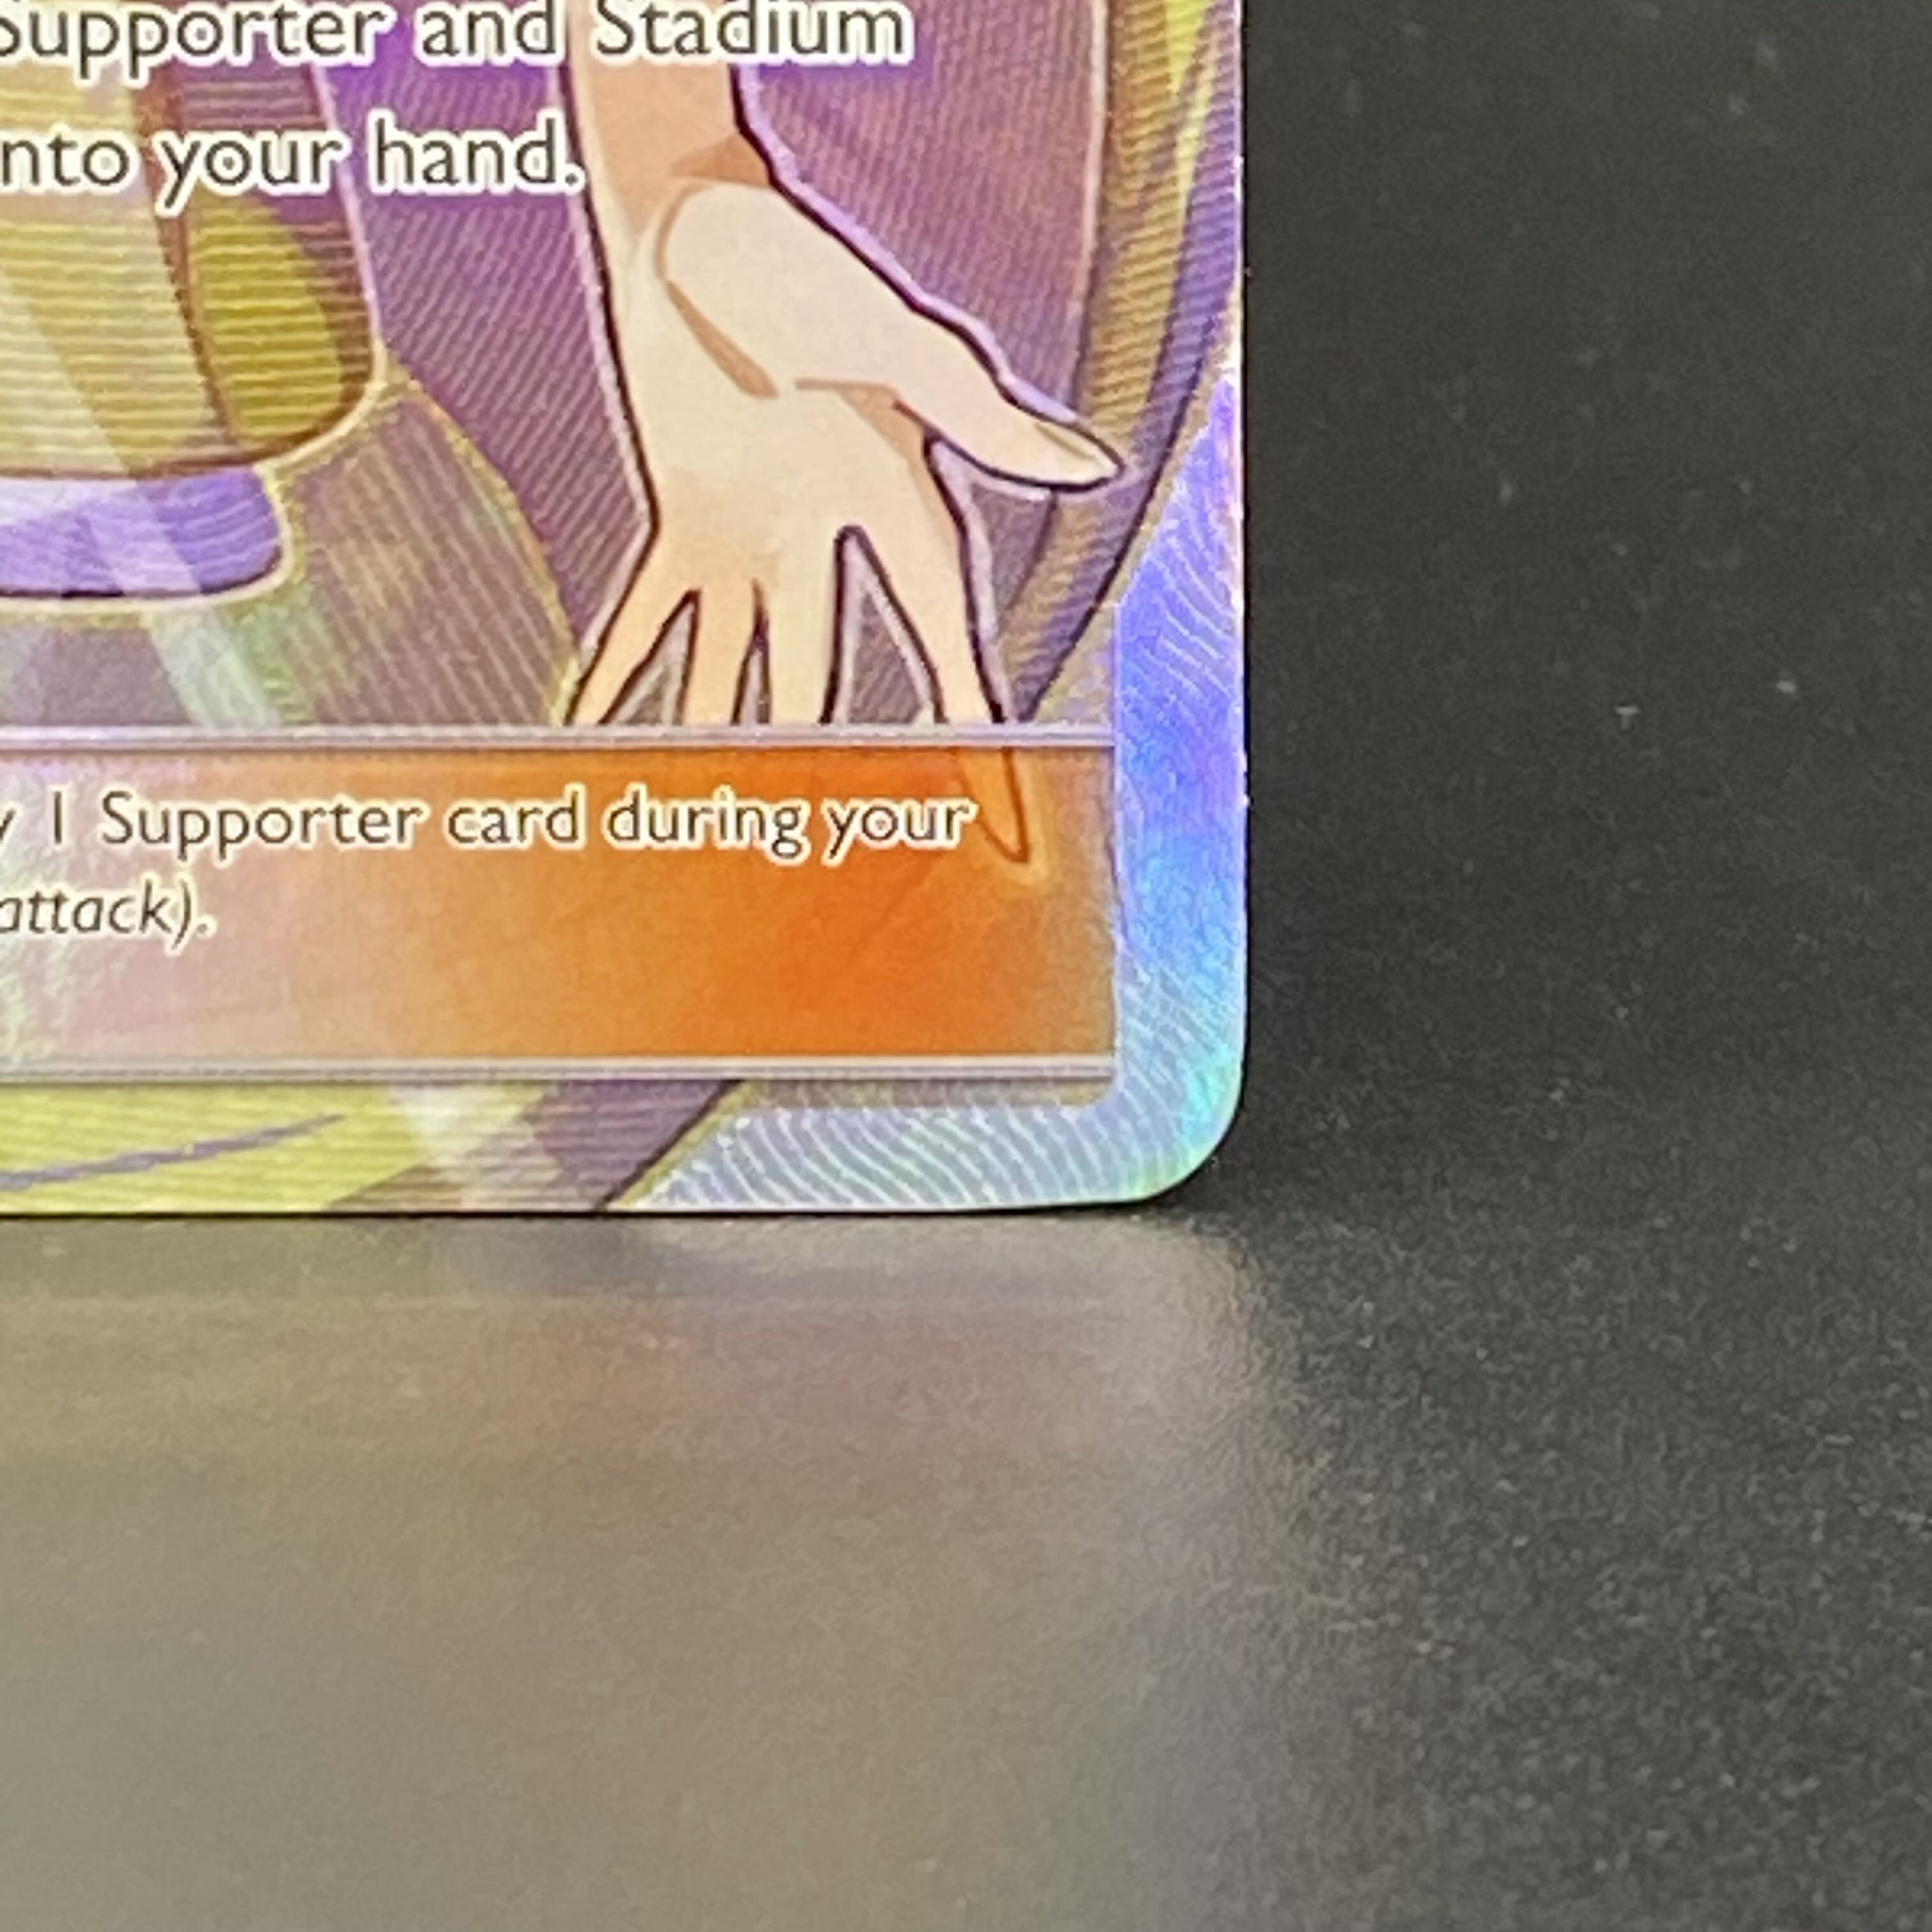 Supporter and Stadium
nto your hand.
y 1 Supporter card during your
attack).